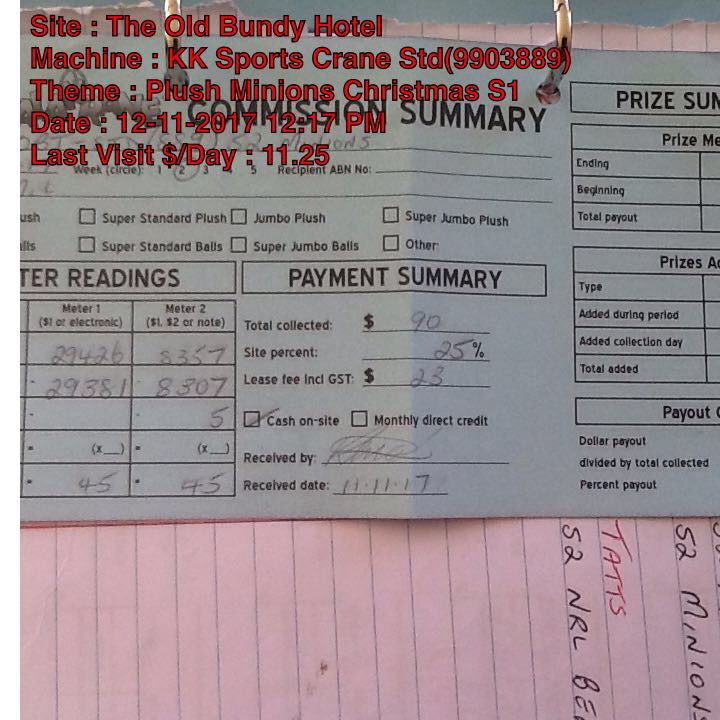 Site : The Old Bundy Hotel
Machine : KK Sports Crane Std(9903889)
Theme : Plush Minions Christmas S1
Date : 12-11-2017 12:17 PM
Last Visit $/Day : 11.25
COMMISSION SUMMARY
52 MINIONS
Week (circle): 1 2 3 4 5 Recipient ABN No:
Super Standard Plush Jumbo Plush Super Jumbo Plush
Super Standard Balls Super Jumbo Balls Other:
TER READINGS
Meter 1 Meter 2
($1 or electronic) ($1, $2 or note)
29426 8357
- 29381 - 8307
- 5
= (x__) = (x__)
= 45 = 45
PAYMENT SUMMARY
Total collected: $ 90
Site percent: 25%
Lease fee Incl GST: $ 23
Cash on-site Monthly direct credit
Received by:
Received date: 11.11.17
PRIZE SUM
Prize Me
Ending
Beginning
Total payout
Prizes Ad
Type
Added during period
Added collection day
Total added
Payout
Dollar payout
divided by total collected
Percent payout
52 MINION
TATTS
52 NRL